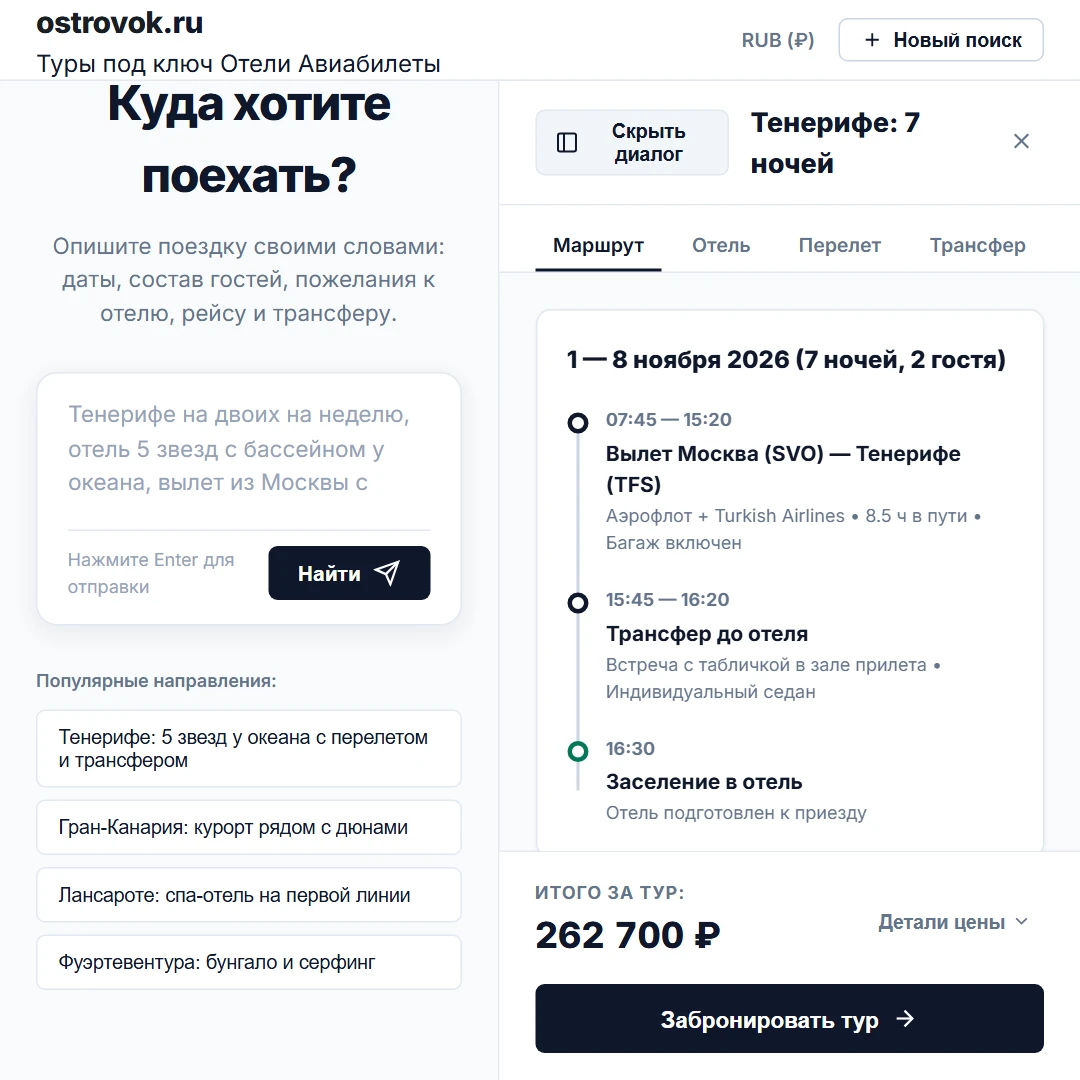 ostrovok.ru
Туры под ключ Отели Авиабилеты
RUB (₽)
+ Новый поиск
Куда хотите
поехать?
Опишите поездку своими словами:
даты, состав гостей, пожелания к
отелю, рейсу и трансферу.
Тенерифе на двоих на неделю,
отель 5 звезд с бассейном у
океана, вылет из Москвы с
Нажмите Enter для
отправки
Найти
Популярные направления:
Тенерифе: 5 звезд у океана с перелетом
и трансфером
Гран-Канария: курорт рядом с дюнами
Лансароте: спа-отель на первой линии
Фуэртевентура: бунгало и серфинг
Скрыть
диалог
Тенерифе: 7
ночей
Маршрут Отель Перелет Трансфер
1 — 8 ноября 2026 (7 ночей, 2 гостя)
07:45 — 15:20
Вылет Москва (SVO) — Тенерифе
(TFS)
Аэрофлот + Turkish Airlines • 8.5 ч в пути •
Багаж включен
15:45 — 16:20
Трансфер до отеля
Встреча с табличкой в зале прилета •
Индивидуальный седан
16:30
Заселение в отель
Отель подготовлен к приезду
ИТОГО ЗА ТУР:
262 700 ₽
Детали цены
Забронировать тур →